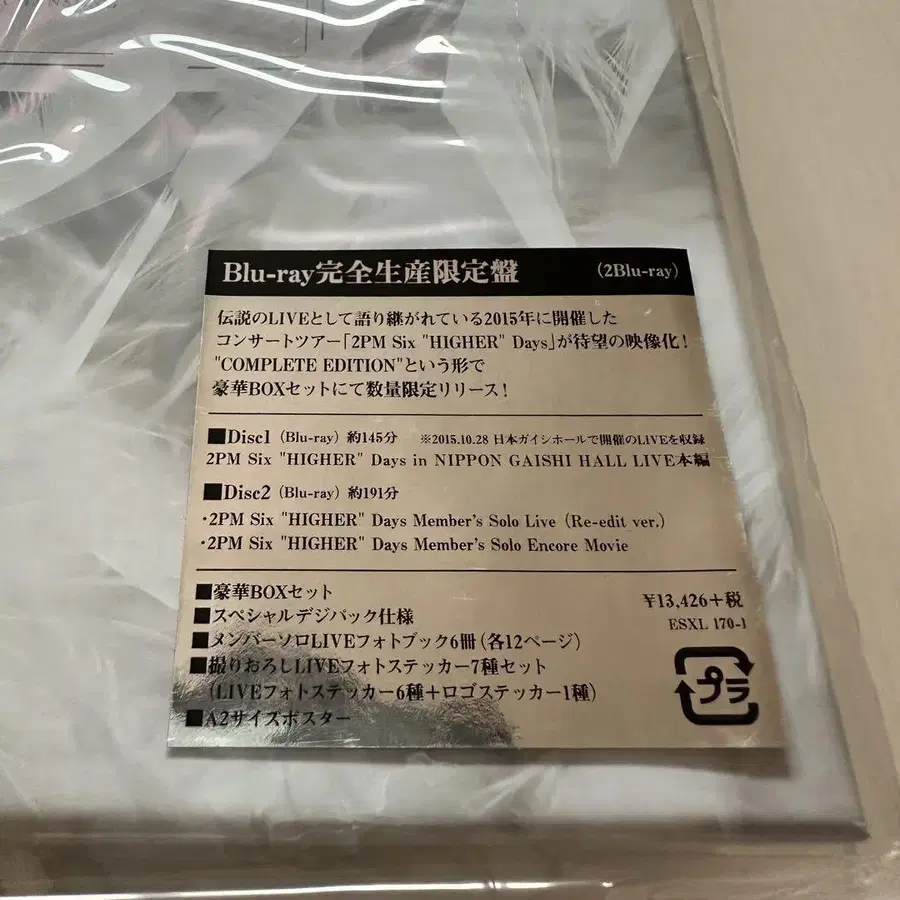 Blu-ray完全生産限定盤 （2Blu-ray）
伝説のLIVEとして語り継がれている2015年に開催した
コンサートツアー「2PM Six "HIGHER" Days」が待望の映像化！
"COMPLETE EDITION"という形で
豪華BOXセットにて数量限定リリース！
■Disc1 (Blu-ray) 約145分 ※2015.10.28 日本ガイシホールで開催のLIVEを収録
2PM Six "HIGHER" Days in NIPPON GAISHI HALL LIVE本編
■Disc2 (Blu-ray) 約191分
・2PM Six "HIGHER" Days Member's Solo Live (Re-edit ver.)
・2PM Six "HIGHER" Days Member's Solo Encore Movie
■豪華BOXセット
■スペシャルデジパック仕様
■メンバーソロLIVEフォトブック6冊（各12ページ）
■撮りおろしLIVEフォトステッカー7種セット
（LIVEフォトステッカー6種＋ロゴステッカー1種）
■A2サイズポスター
¥13,426＋税
ESXL 170-1
プラ